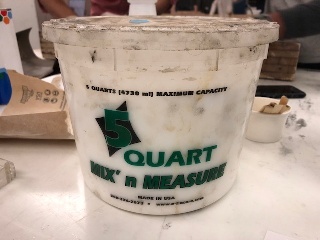 5 QUARTS (4730 ml) MAXIMUM CAPACITY
5
QUART
MIX' n MEASURE
MADE IN USA